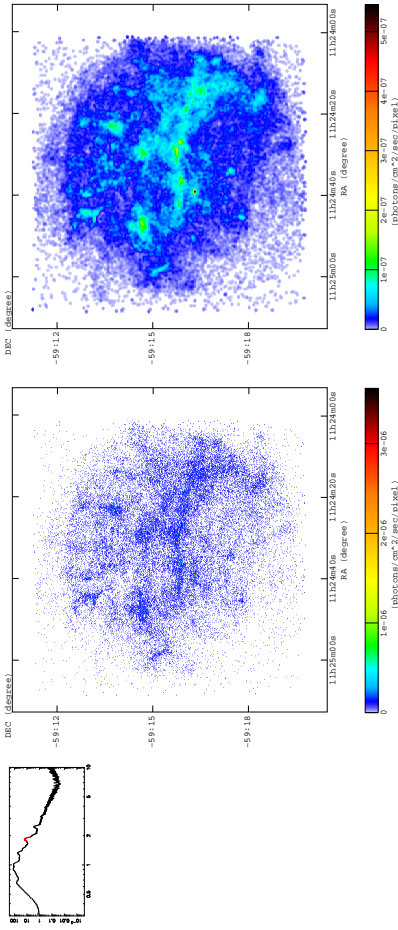 DEC (degree)
-59:12
-59:15
-59:18
11h24m00s
11h24m20s
11h24m40s
11h25m00s
RA (degree)
0
1e-07
2e-07
3e-07
4e-07
5e-07
(photons/cm^2/sec/pixel)
DEC (degree)
-59:12
-59:15
-59:18
11h24m00s
11h24m20s
11h24m40s
11h25m00s
RA (degree)
0
1e-06
2e-06
3e-06
(photons/cm^2/sec/pixel)
0.5
1
2
5
10